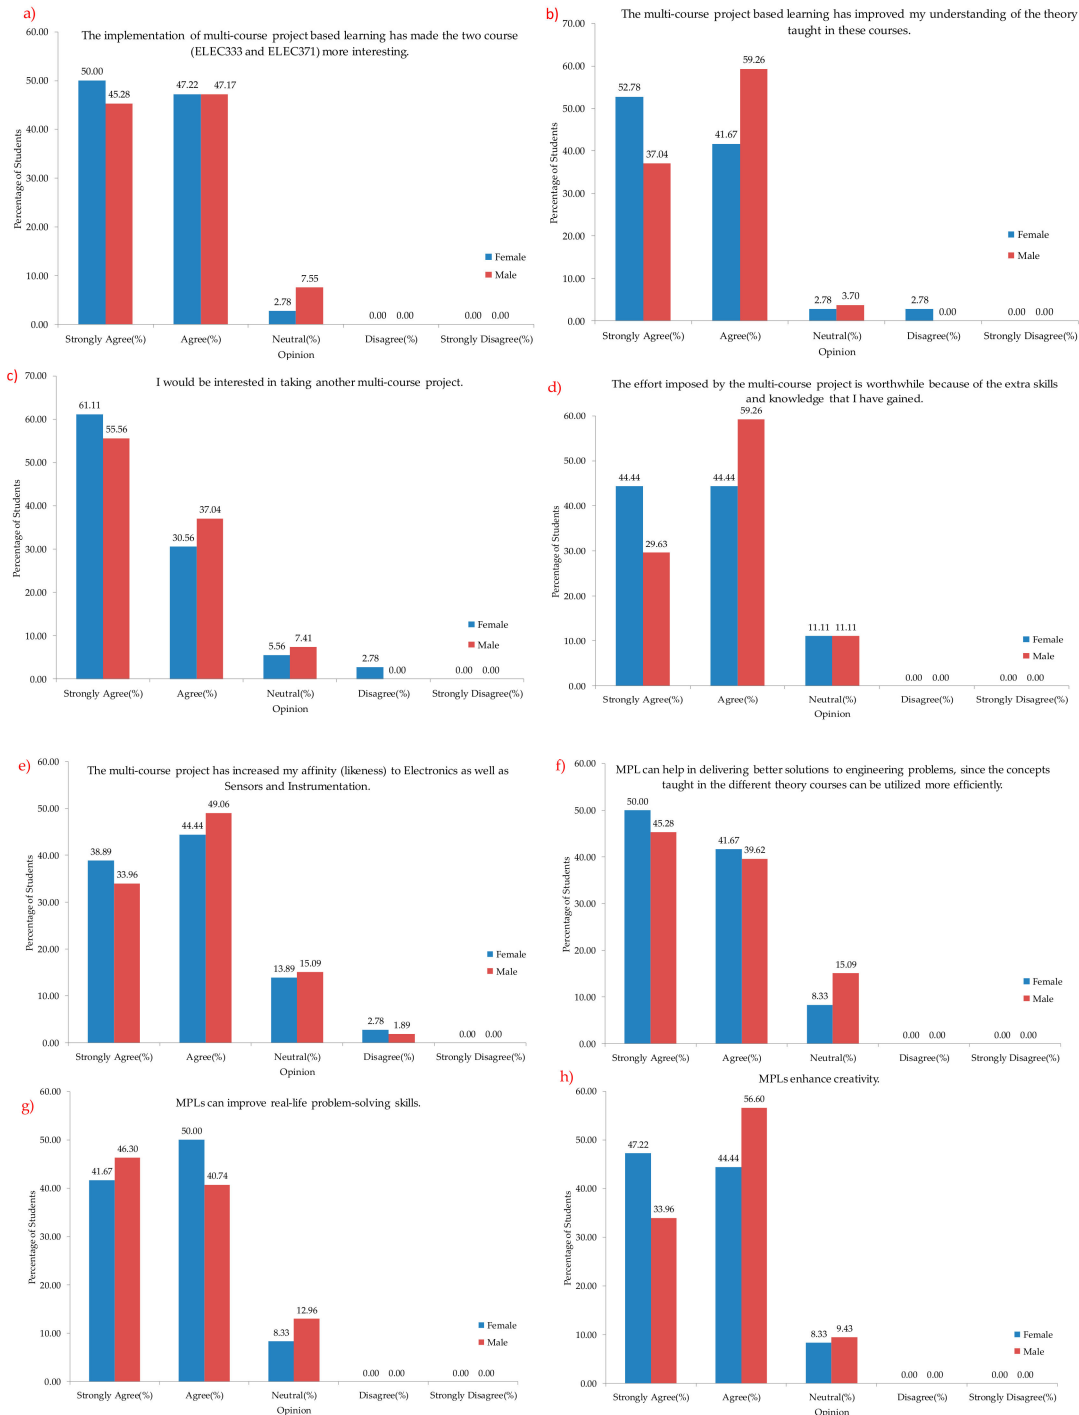 a)
The implementation of multi-course project based learning has made the two course
(ELEC333 and ELEC371) more interesting.
60.00
50.00
40.00
30.00
20.00
10.00
0.00
Percentage of Students
50.00
45.28
47.22
47.17
2.78
7.55
0.00 0.00
0.00 0.00
Female
Male
Strongly Agree(%)
Agree(%)
Neutral(%)
Disagree(%)
Strongly Disagree(%)
Opinion
b)
The multi-course project based learning has improved my understanding of the theory
taught in these courses.
70.00
60.00
50.00
40.00
30.00
20.00
10.00
0.00
Percentage of Students
52.78
37.04
41.67
59.26
2.78
3.70
2.78
0.00
0.00 0.00
Female
Male
Strongly Agree(%)
Agree(%)
Neutral(%)
Disagree(%)
Strongly Disagree(%)
Opinion
c)
I would be interested in taking another multi-course project.
70.00
60.00
50.00
40.00
30.00
20.00
10.00
0.00
Percentage of Students
61.11
55.56
30.56
37.04
5.56
7.41
2.78
0.00
0.00 0.00
Female
Male
Strongly Agree(%)
Agree(%)
Neutral(%)
Disagree(%)
Strongly Disagree(%)
Opinion
d)
The effort imposed by the multi-course project is worthwhile because of the extra skills
and knowledge that I have gained.
60.00
50.00
40.00
30.00
20.00
10.00
0.00
Percentage of Students
44.44
29.63
44.44
59.26
11.11 11.11
0.00 0.00
0.00 0.00
Female
Male
Strongly Agree(%)
Agree(%)
Neutral(%)
Disagree(%)
Strongly Disagree(%)
Opinion
e)
The multi-course project has increased my affinity (likeness) to Electronics as well as
Sensors and Instrumentation.
60.00
50.00
40.00
30.00
20.00
10.00
0.00
Percentage of Students
38.89
33.96
44.44
49.06
13.89
15.09
2.78
1.89
0.00 0.00
Female
Male
Strongly Agree(%)
Agree(%)
Neutral(%)
Disagree(%)
Strongly Disagree(%)
Opinion
f)
MPL can help in delivering better solutions to engineering problems, since the concepts
taught in the different theory courses can be utilized more efficiently.
60.00
50.00
40.00
30.00
20.00
10.00
0.00
Percentage of Students
50.00
45.28
41.67
39.62
8.33
15.09
0.00 0.00
0.00 0.00
Female
Male
Strongly Agree(%)
Agree(%)
Neutral(%)
Disagree(%)
Strongly Disagree(%)
Opinion
g)
MPLs can improve real-life problem-solving skills.
60.00
50.00
40.00
30.00
20.00
10.00
0.00
Percentage of Students
41.67
46.30
50.00
40.74
8.33
12.96
0.00 0.00
0.00 0.00
Female
Male
Strongly Agree(%)
Agree(%)
Neutral(%)
Disagree(%)
Strongly Disagree(%)
h)
MPLs enhance creativity.
60.00
50.00
40.00
30.00
20.00
10.00
0.00
Percentage of Students
47.22
33.96
44.44
56.60
8.33
9.43
0.00 0.00
0.00 0.00
Female
Male
Strongly Agree(%)
Agree(%)
Neutral(%)
Disagree(%)
Strongly Disagree(%)
Opinion